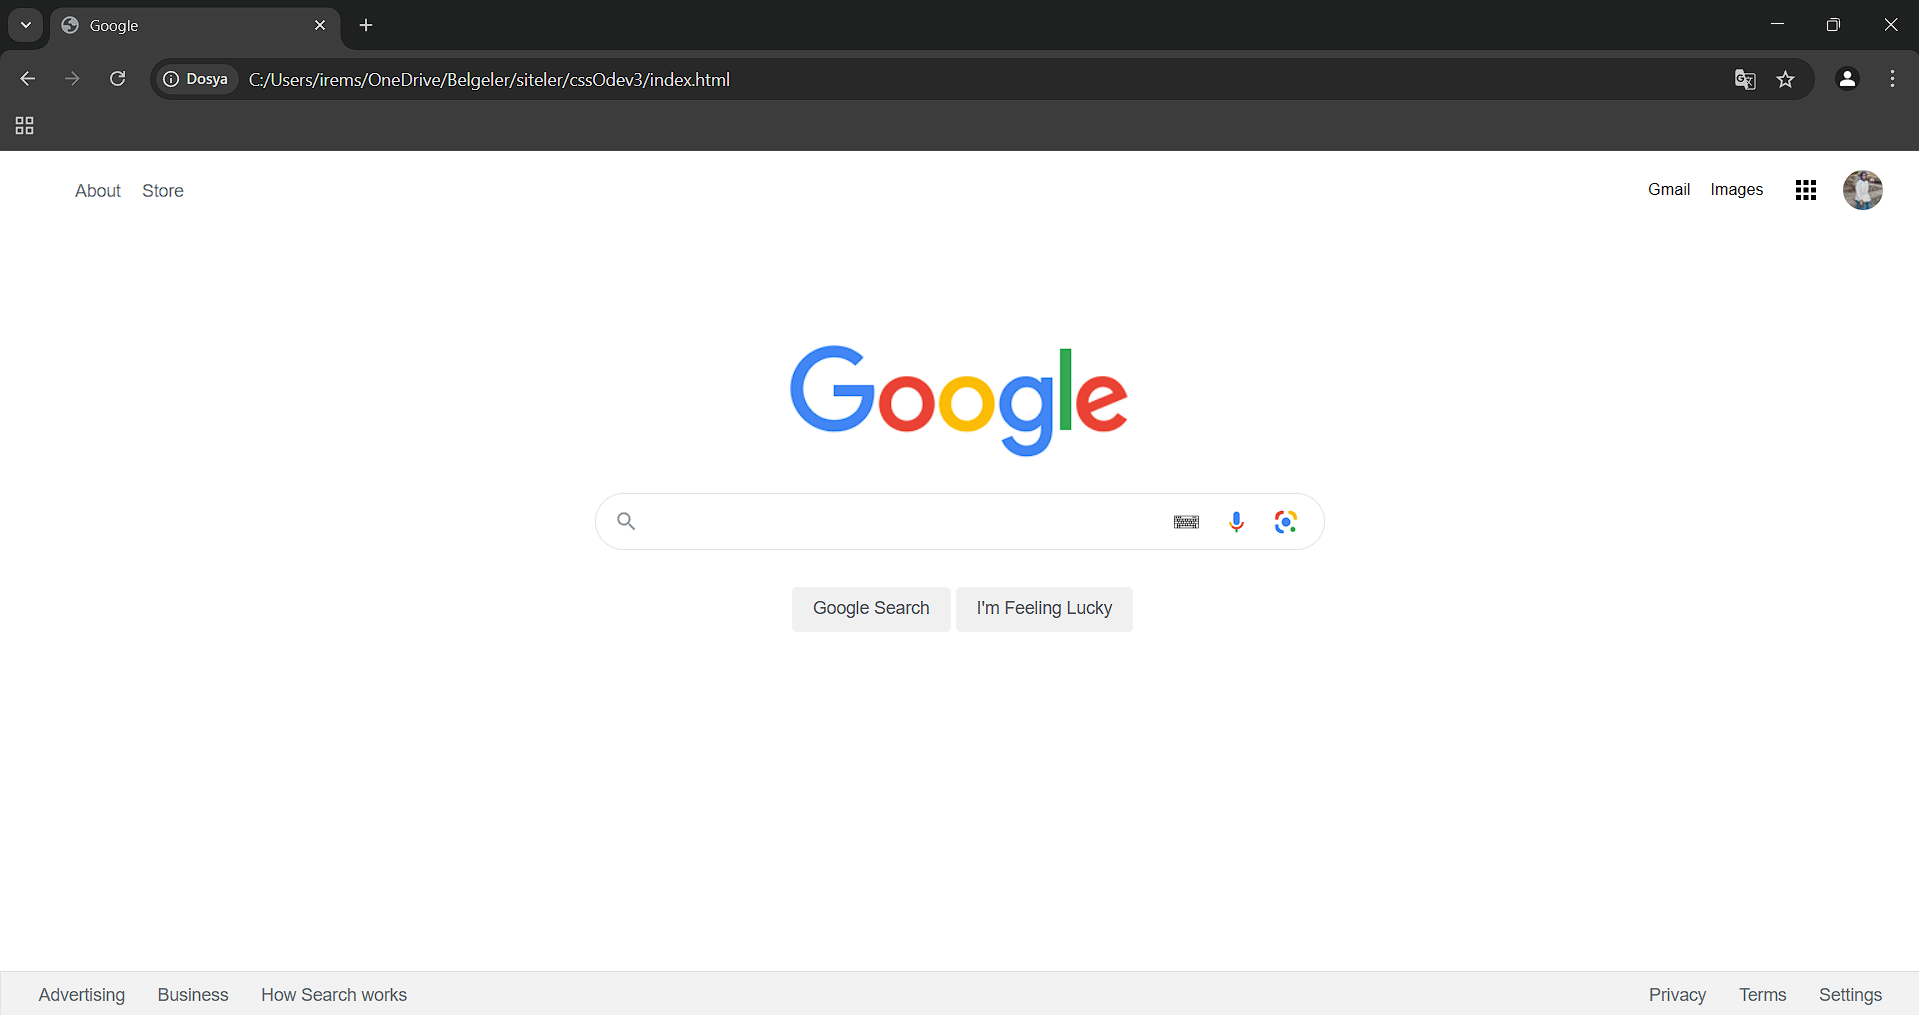 Google
Dosya C:/Users/irems/OneDrive/Belgeler/siteler/cssOdev3/index.html
About Store Gmail Images
Google
Google Search I'm Feeling Lucky
Advertising Business How Search works Privacy Terms Settings